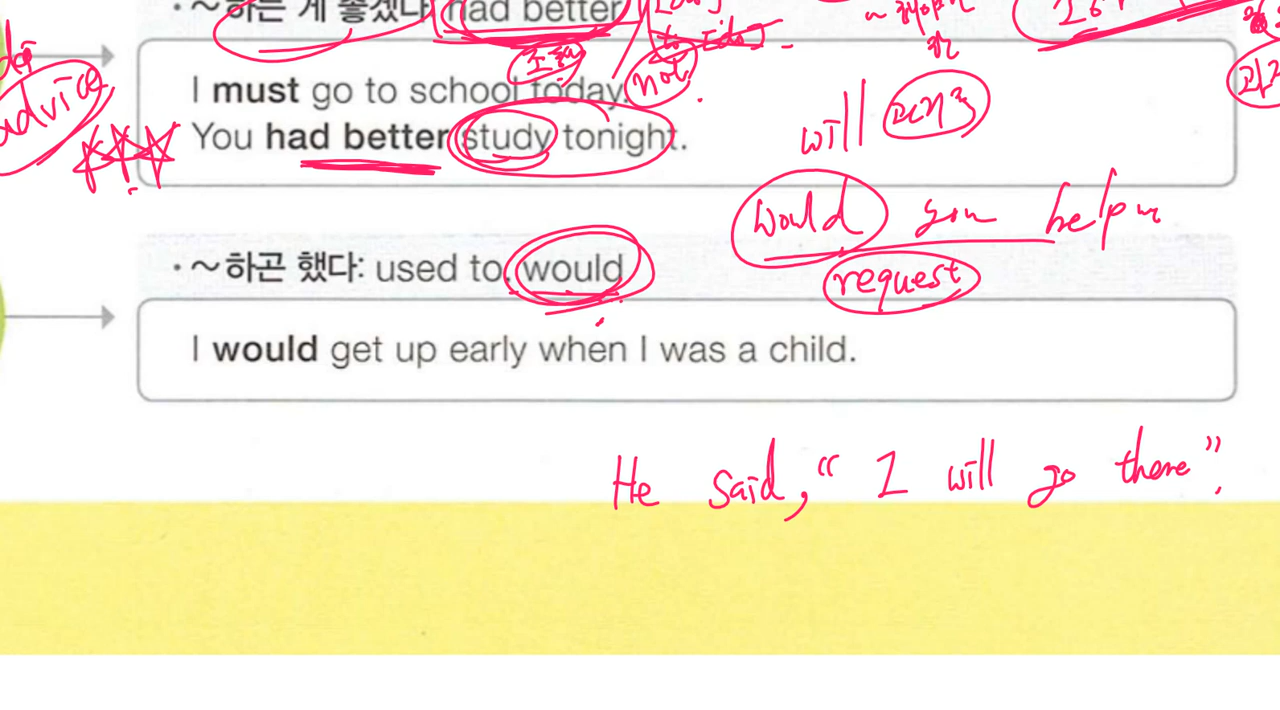 · ~하는 게 좋겠다: had better
advice
조동
not
I must go to school today.
will 과거형
You had better study tonight.
Would you help
· ~하곤 했다: used to, would
request
I would get up early when I was a child.
He said, “ I will go there”.